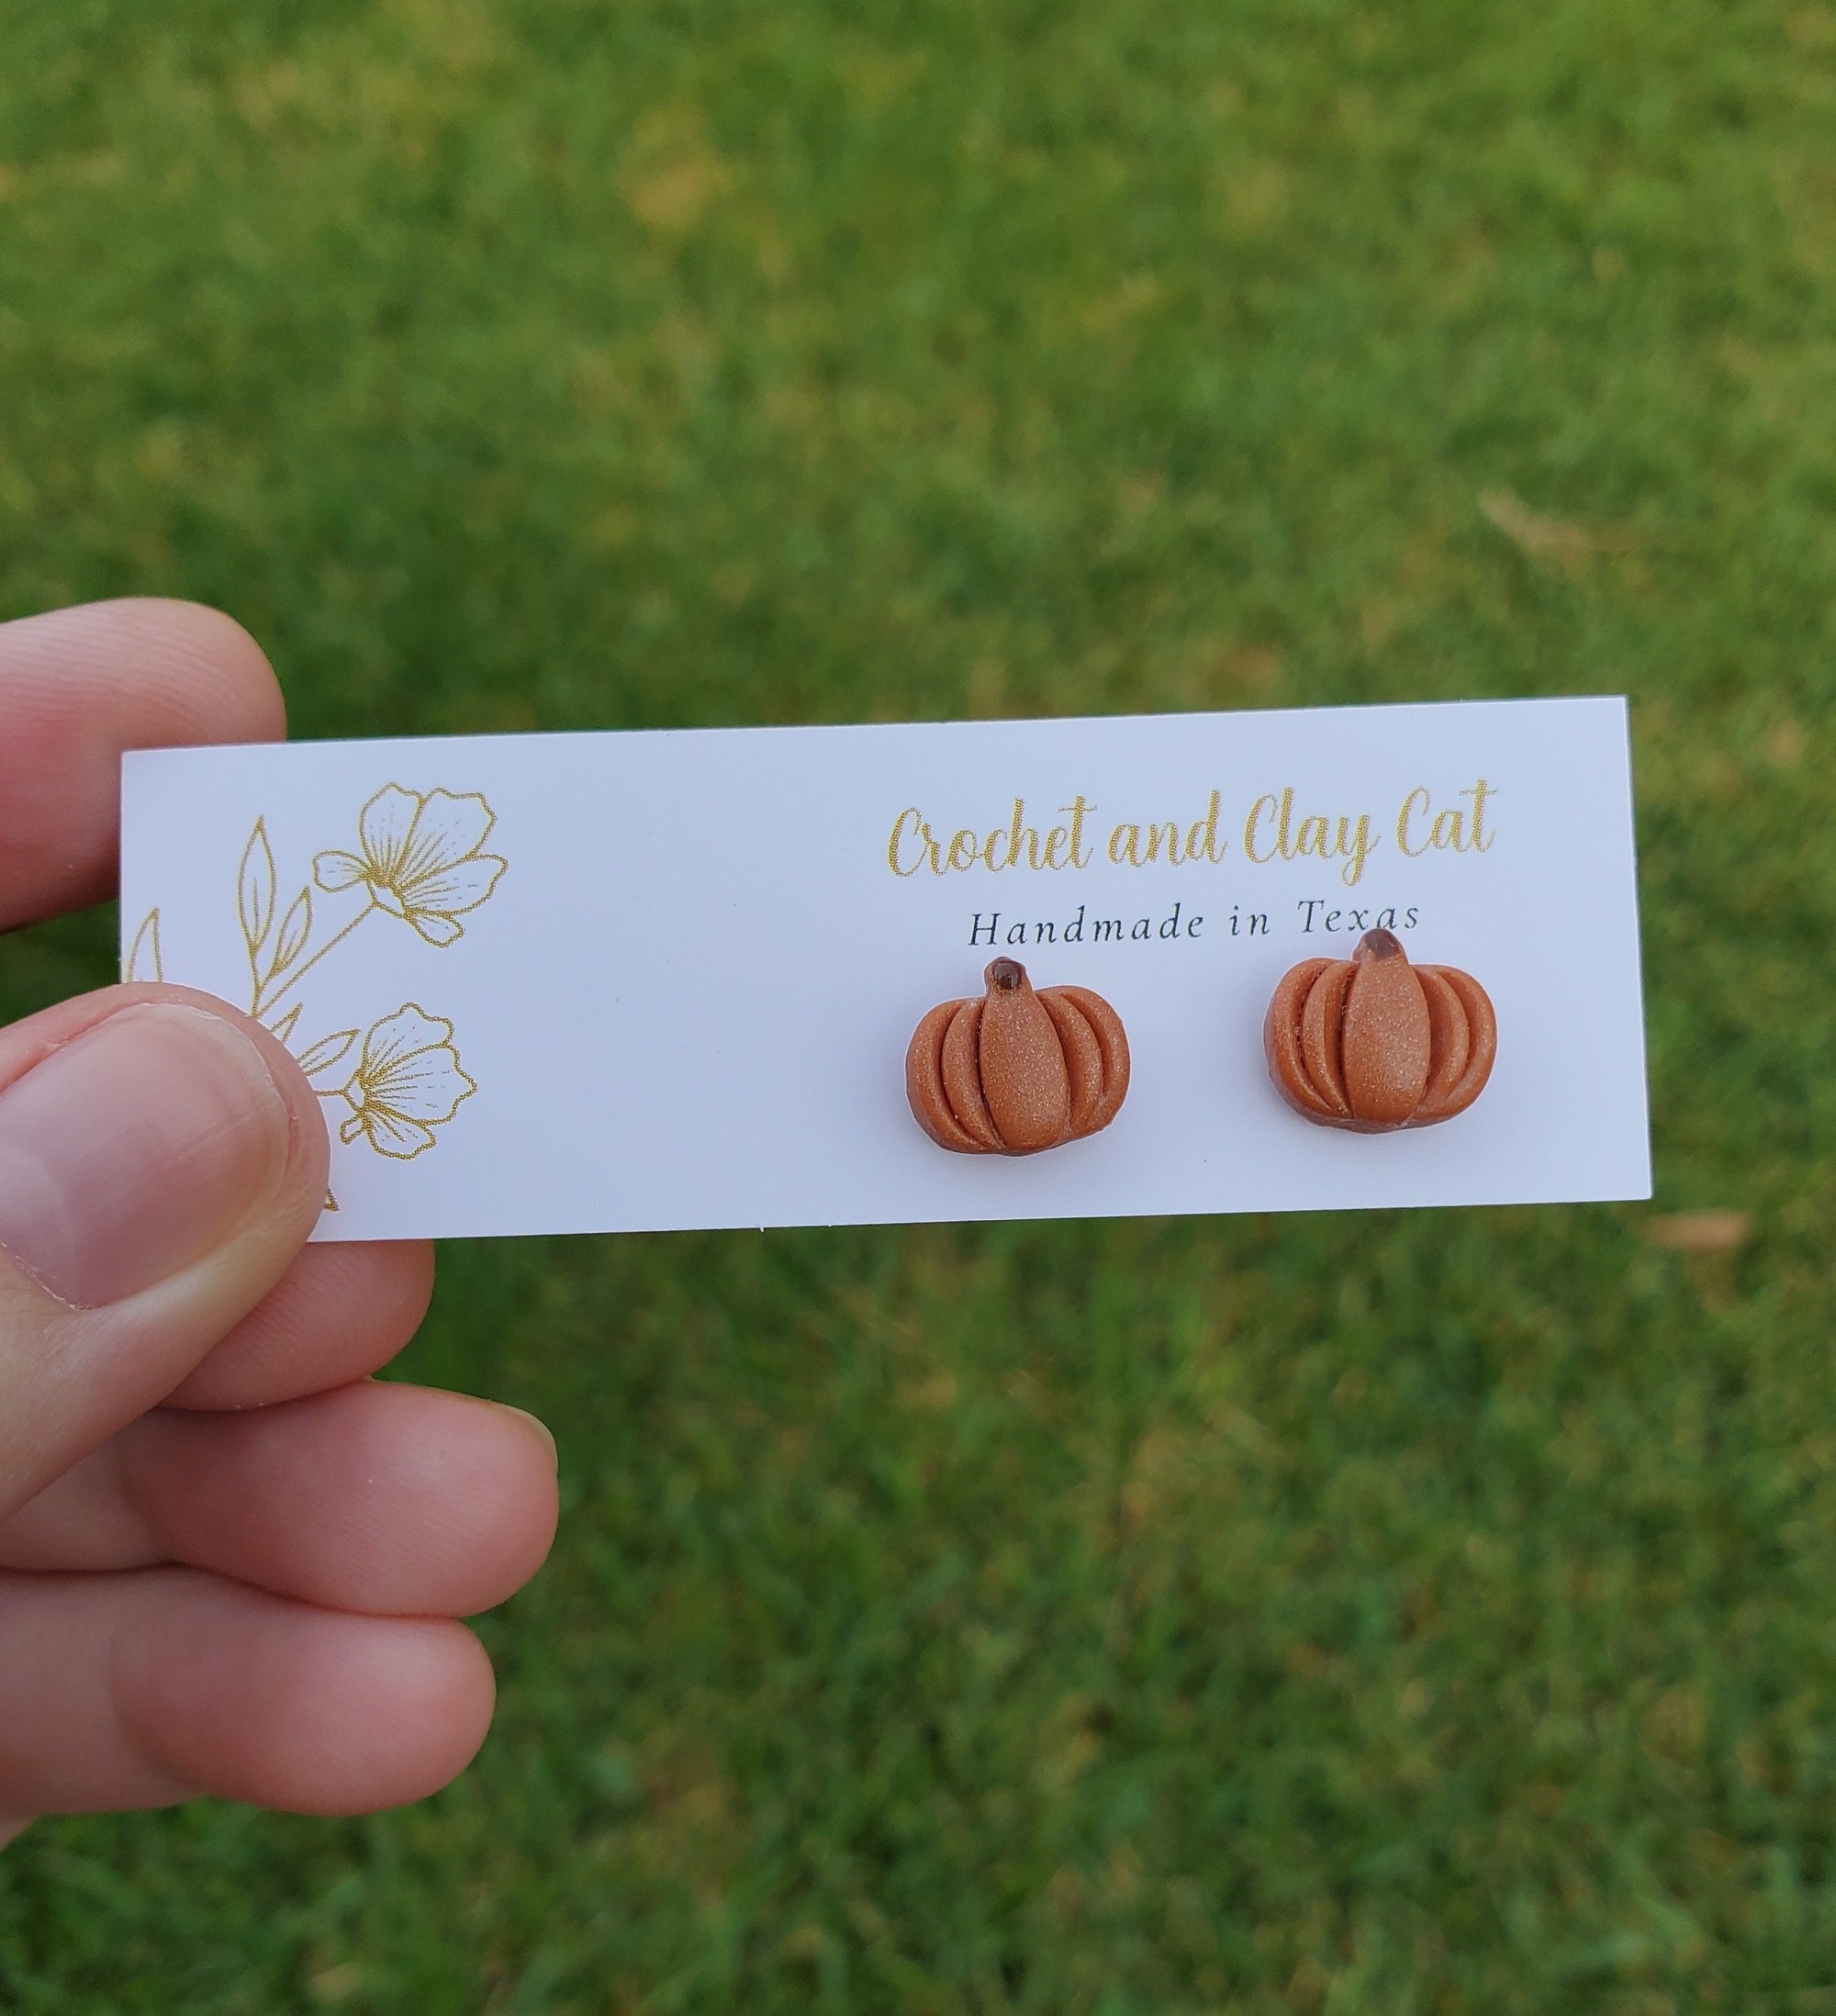 Crochet and Clay Cat
Handmade in Texas